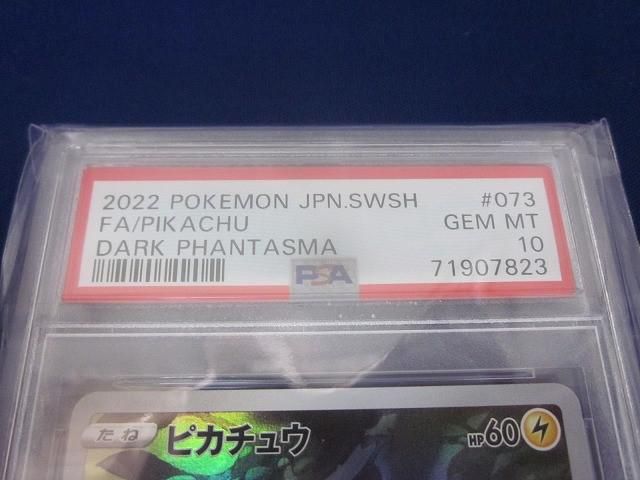 2022 POKEMON JPN.SWSH #073
FA/PIKACHU GEM MT
DARK PHANTASMA 10
PSA 71907823
たね ピカチュウ HP60